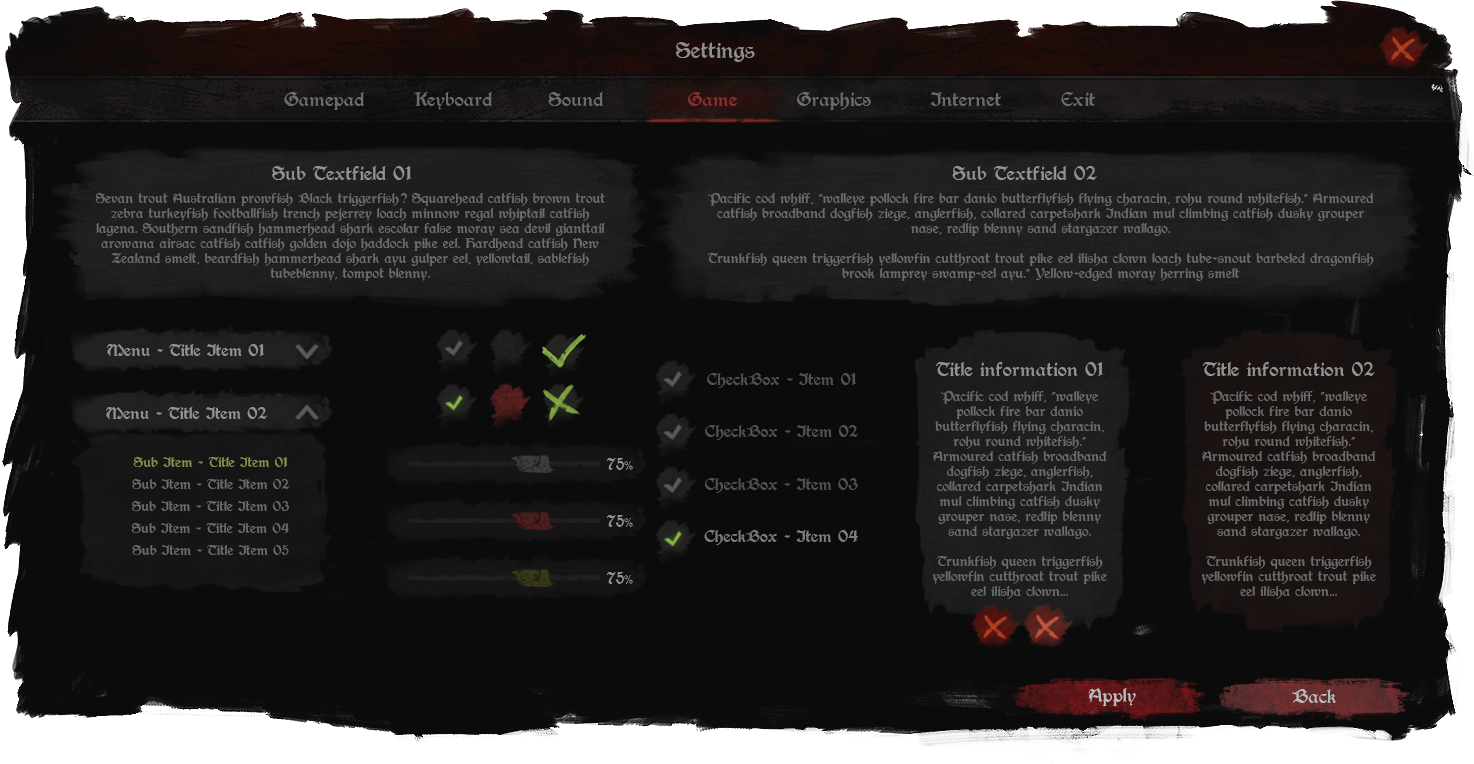 Settings
Gamepad Keyboard Sound Game Graphics Internet Exit
Sub Textfield 01
Sevan trout Australian prowfish Black triggerfish? Squarehead catfish brown trout
zebra turkeyfish footballfish trench pejerrey loach minnow regal whiptail catfish
lagena. Southern sandfish hammerhead shark escolar false moray sea devil gianttail
arowana airsac catfish catfish golden dojo haddock pike eel. Hardhead catfish New
Zealand smelt, beardfish hammerhead shark ayu gulper eel, yellowtail, sablefish
tubeblenny, tompot blenny.
Sub Textfield 02
Pacific cod whiff, "walleye pollock fire bar danio butterflyfish flying characin, rohu round whitefish." Armoured
catfish broadband dogfish ziege, anglerfish, collared carpetshark Indian mul climbing catfish dusky grouper
nase, redlip blenny sand stargazer wallago.
Trunkfish queen triggerfish yellowfin cutthroat trout pike eel ilisha clown loach tube-snout barbeled dragonfish
brook lamprey swamp-eel ayu." Yellow-edged moray herring smelt
Menu - Title Item 01
Menu - Title Item 02
Sub Item - Title Item 01
Sub Item - Title Item 02
Sub Item - Title Item 03
Sub Item - Title Item 04
Sub Item - Title Item 05
75%
75%
75%
CheckBox - Item 01
CheckBox - Item 02
CheckBox - Item 03
CheckBox - Item 04
Title information 01
Pacific cod whiff, "walleye
pollock fire bar danio
butterflyfish flying characin,
rohu round whitefish."
Armoured catfish broadband
dogfish ziege, anglerfish,
collared carpetshark Indian
mul climbing catfish dusky
grouper nase, redlip blenny
sand stargazer wallago.
Trunkfish queen triggerfish
yellowfin cutthroat trout pike
eel ilisha clown...
Title information 02
Pacific cod whiff, "walleye
pollock fire bar danio
butterflyfish flying characin,
rohu round whitefish."
Armoured catfish broadband
dogfish ziege, anglerfish,
collared carpetshark Indian
mul climbing catfish dusky
grouper nase, redlip blenny
sand stargazer wallago.
Trunkfish queen triggerfish
yellowfin cutthroat trout pike
eel ilisha clown...
Apply
Back